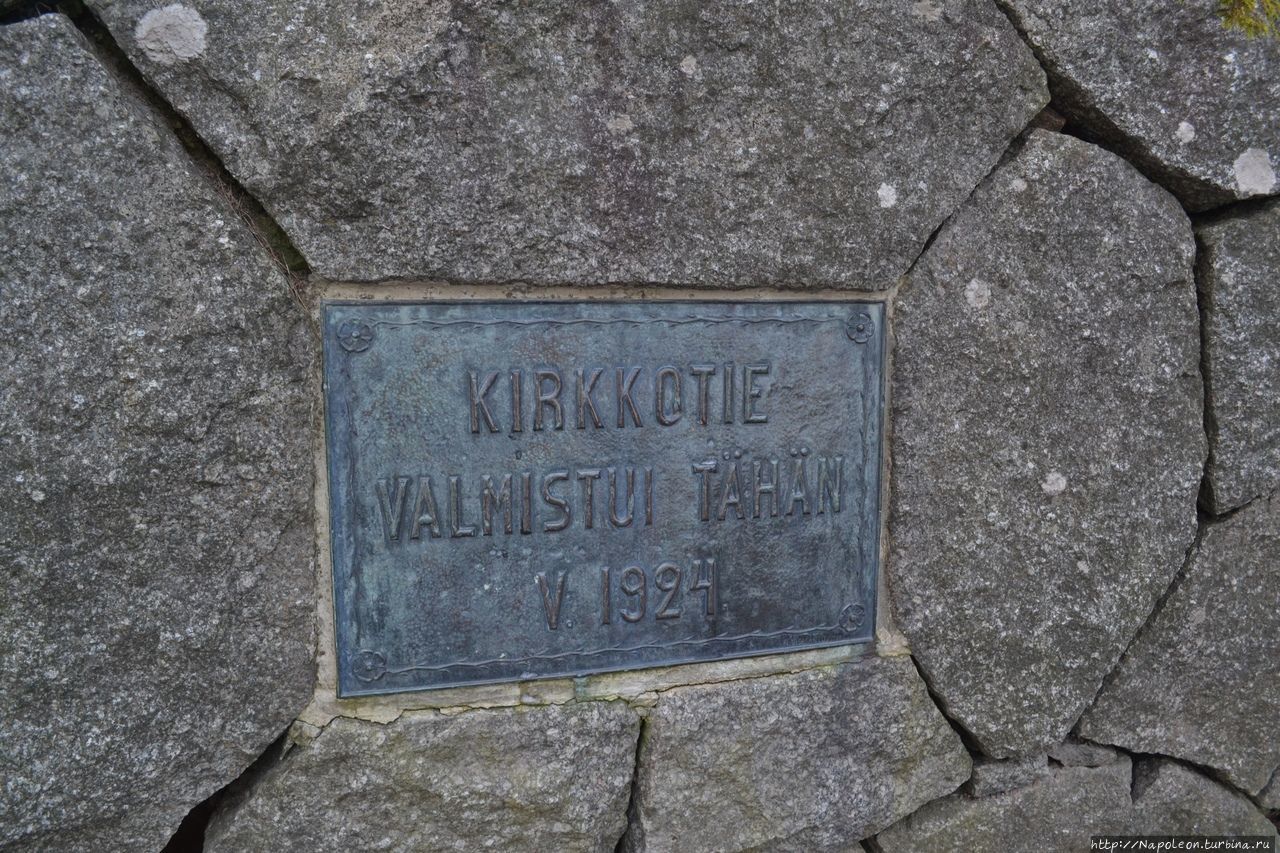 KIRKKOTIE
VALMISTUI TÄHÄN
V 1924
http://Napoleon.turbina.ru